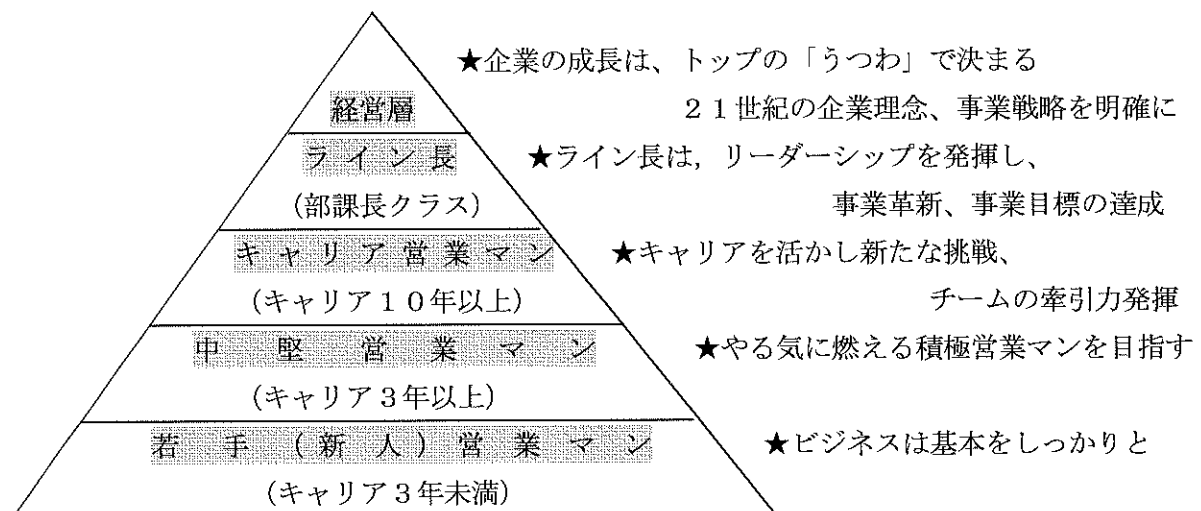 ★企業の成長は、トップの「うつわ」で決まる
経営層
２１世紀の企業理念、事業戦略を明確に
ライン長
★ライン長は，リーダーシップを発揮し、
(部課長クラス)
事業革新、事業目標の達成
キャリア営業マン
★キャリアを活かし新たな挑戦、
(キャリア１０年以上)
チームの牽引力発揮
中堅営業マン
★やる気に燃える積極営業マンを目指す
(キャリア３年以上)
若手(新人)営業マン
★ビジネスは基本をしっかりと
(キャリア３年未満)